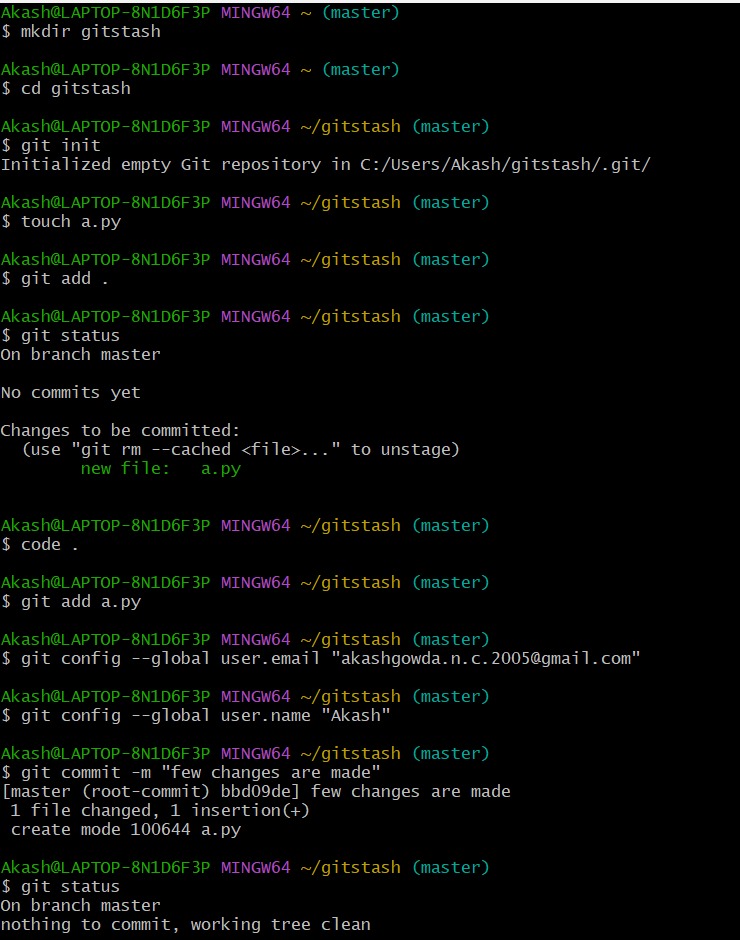 Akash@LAPTOP-8N1D6F3P MINGW64 ~ (master)
$ mkdir gitstash
Akash@LAPTOP-8N1D6F3P MINGW64 ~ (master)
$ cd gitstash
Akash@LAPTOP-8N1D6F3P MINGW64 ~/gitstash (master)
$ git init
Initialized empty Git repository in C:/Users/Akash/gitstash/.git/
Akash@LAPTOP-8N1D6F3P MINGW64 ~/gitstash (master)
$ touch a.py
Akash@LAPTOP-8N1D6F3P MINGW64 ~/gitstash (master)
$ git add .
Akash@LAPTOP-8N1D6F3P MINGW64 ~/gitstash (master)
$ git status
On branch master
No commits yet
Changes to be committed:
  (use "git rm --cached <file>..." to unstage)
        new file:   a.py
Akash@LAPTOP-8N1D6F3P MINGW64 ~/gitstash (master)
$ code .
Akash@LAPTOP-8N1D6F3P MINGW64 ~/gitstash (master)
$ git add a.py
Akash@LAPTOP-8N1D6F3P MINGW64 ~/gitstash (master)
$ git config --global user.email "akashgowda.n.c.2005@gmail.com"
Akash@LAPTOP-8N1D6F3P MINGW64 ~/gitstash (master)
$ git config --global user.name "Akash"
Akash@LAPTOP-8N1D6F3P MINGW64 ~/gitstash (master)
$ git commit -m "few changes are made"
[master (root-commit) bbd09de] few changes are made
 1 file changed, 1 insertion(+)
 create mode 100644 a.py
Akash@LAPTOP-8N1D6F3P MINGW64 ~/gitstash (master)
$ git status
On branch master
nothing to commit, working tree clean